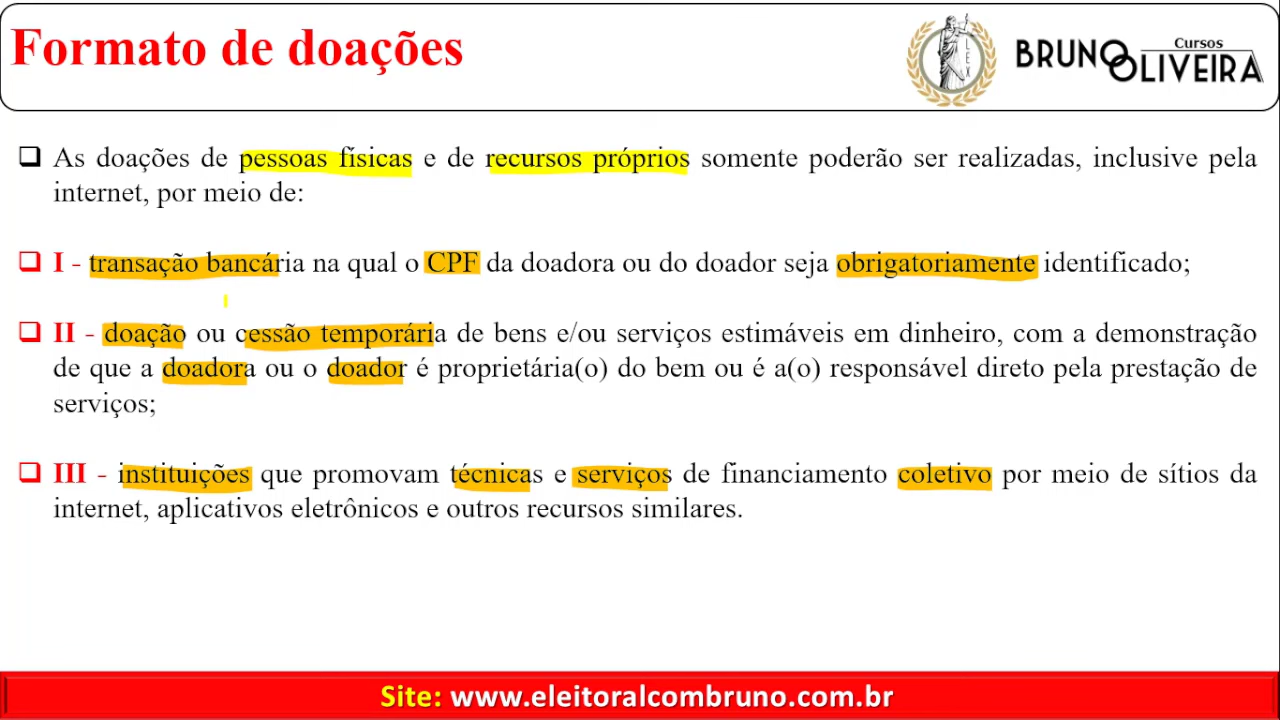 Formato de doações
Cursos
BRUNO
OLIVEIRA
LEX
❑ As doações de pessoas físicas e de recursos próprios somente poderão ser realizadas, inclusive pela
internet, por meio de:
❑ I - transação bancária na qual o CPF da doadora ou do doador seja obrigatoriamente identificado;
❑ II - doação ou cessão temporária de bens e/ou serviços estimáveis em dinheiro, com a demonstração
de que a doadora ou o doador é proprietária(o) do bem ou é a(o) responsável direto pela prestação de
serviços;
❑ III - instituições que promovam técnicas e serviços de financiamento coletivo por meio de sítios da
internet, aplicativos eletrônicos e outros recursos similares.
Site: www.eleitoralcombruno.com.br